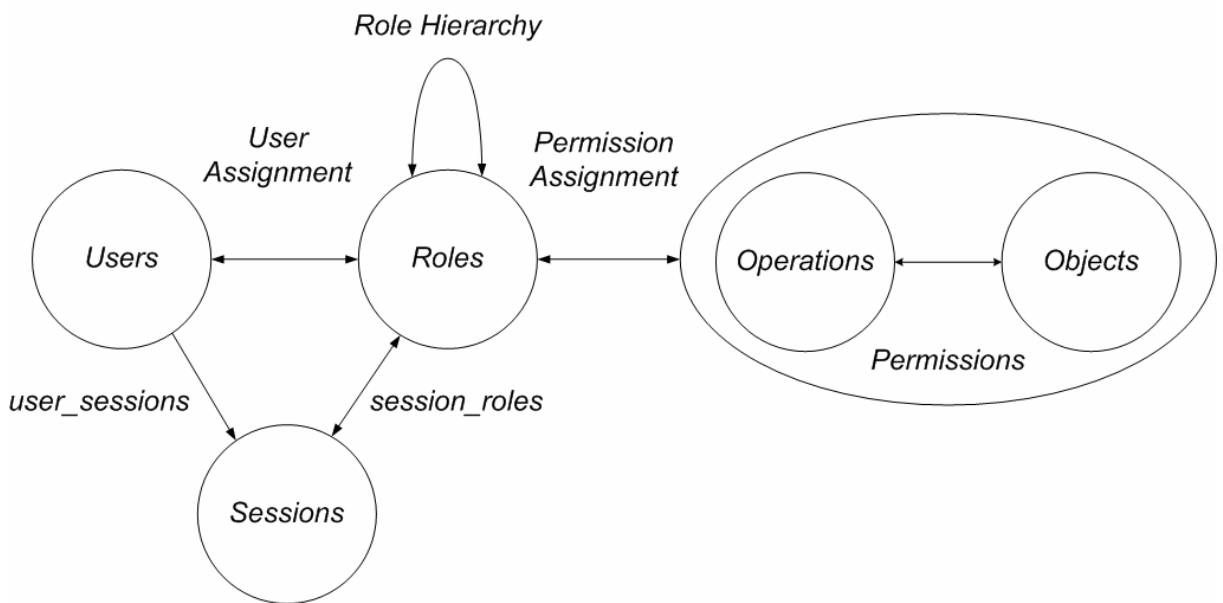 Role Hierarchy
User
Assignment
Permission
Assignment
Users
Roles
Operations
Objects
Permissions
user_sessions
session_roles
Sessions